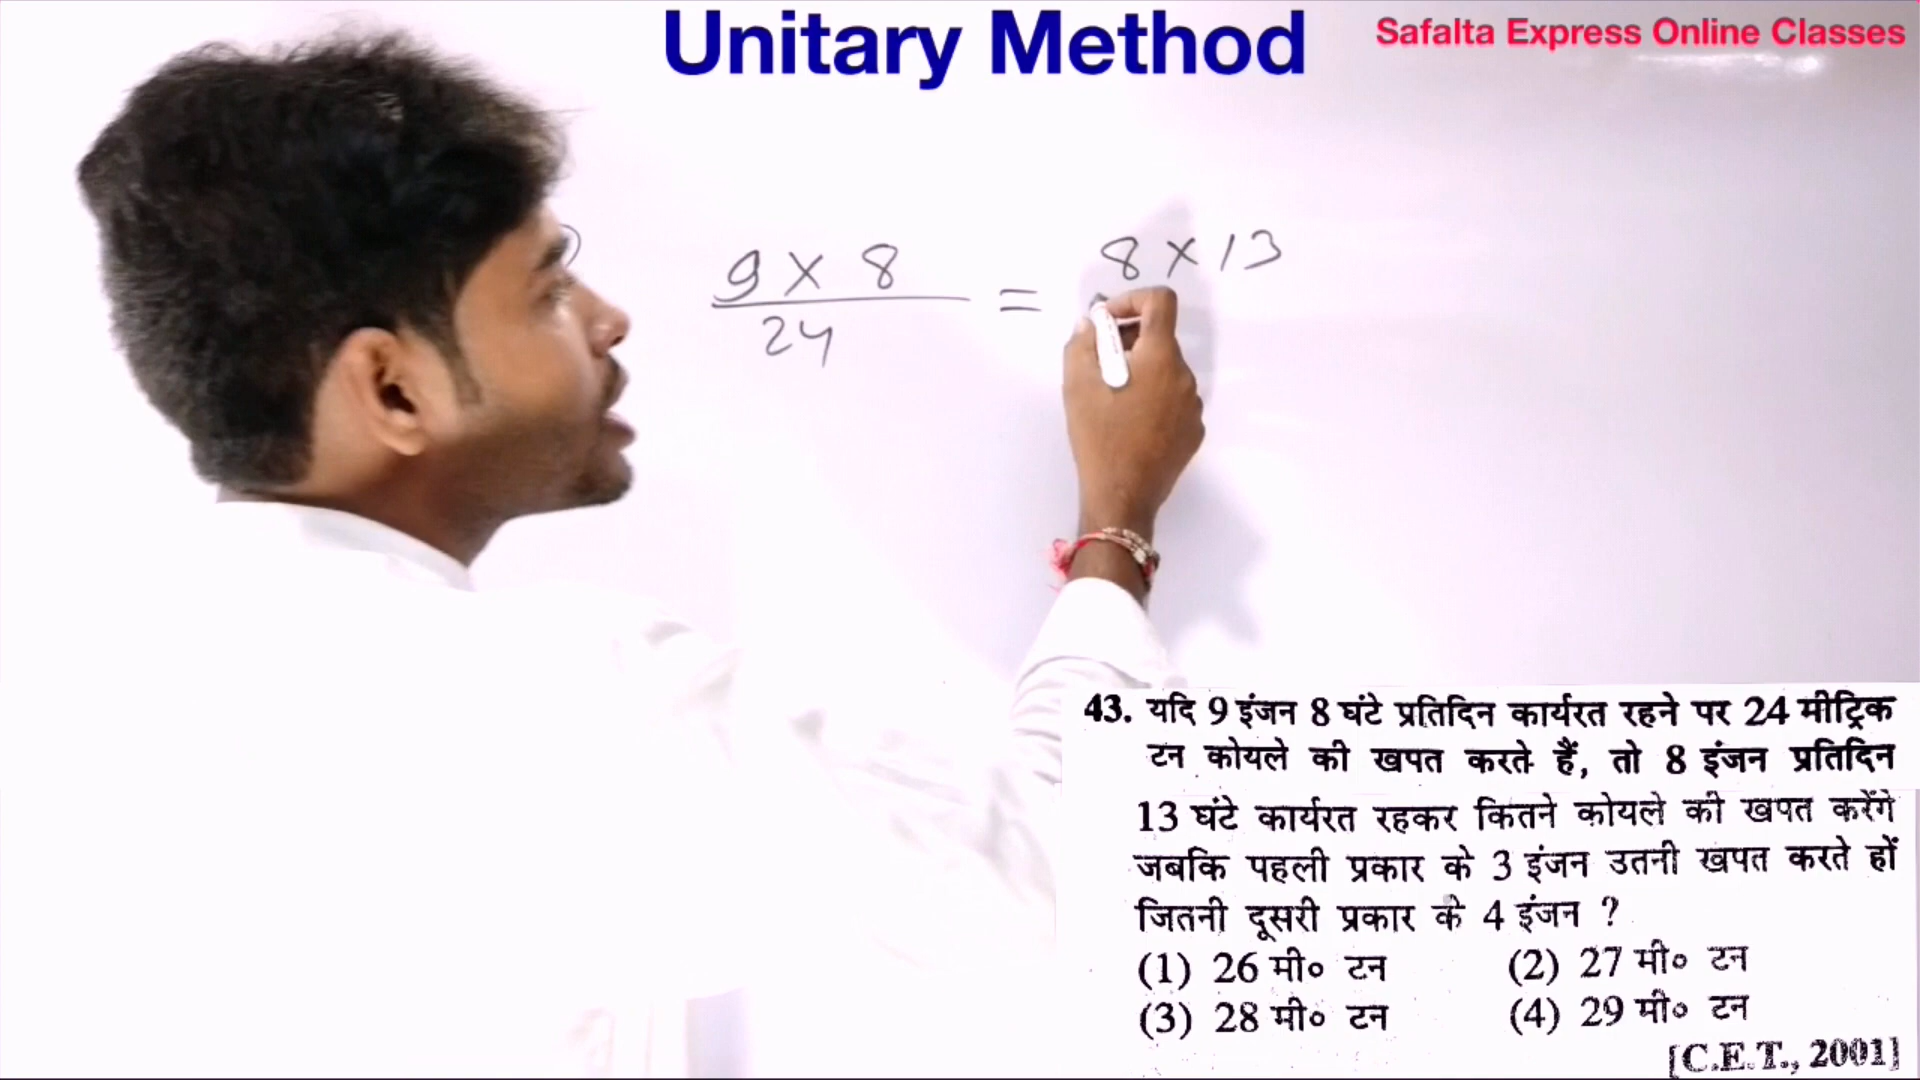 Unitary Method
Safalta Express Online Classes
9 × 8 = 8 × 13
24
43. यदि 9 इंजन 8 घंटे प्रतिदिन कार्यरत रहने पर 24 मीट्रिक
टन कोयले की खपत करते हैं, तो 8 इंजन प्रतिदिन
13 घंटे कार्यरत रहकर कितने कोयले की खपत करेंगे
जबकि पहली प्रकार के 3 इंजन उतनी खपत करते हों
जितनी दूसरी प्रकार के 4 इंजन ?
(1) 26 मी० टन (2) 27 मी० टन
(3) 28 मी० टन (4) 29 मी० टन
[C.E.T., 2001]